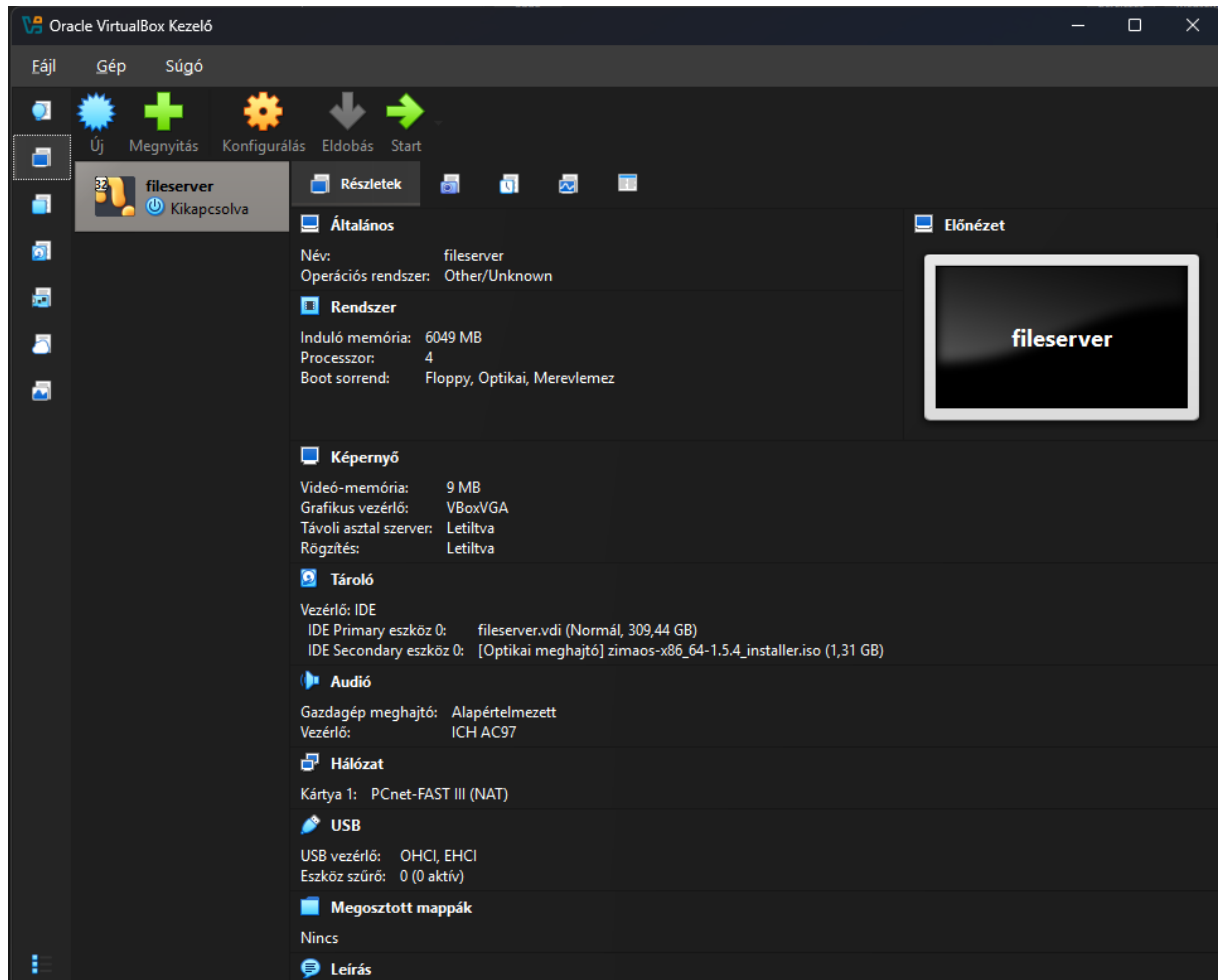 Oracle VirtualBox Kezelő
Fájl Gép Súgó
Új Megnyitás Konfigurálás Eldobás Start
32
fileserver
Kikapcsolva
Részletek
Általános
Név: fileserver
Operációs rendszer: Other/Unknown
Előnézet
fileserver
Rendszer
Induló memória: 6049 MB
Processzor: 4
Boot sorrend: Floppy, Optikai, Merevlemez
Képernyő
Videó-memória: 9 MB
Grafikus vezérlő: VBoxVGA
Távoli asztal szerver: Letiltva
Rögzítés: Letiltva
Tároló
Vezérlő: IDE
IDE Primary eszköz 0: fileserver.vdi (Normál, 309,44 GB)
IDE Secondary eszköz 0: [Optikai meghajtó] zimaos-x86_64-1.5.4_installer.iso (1,31 GB)
Audió
Gazdagép meghajtó: Alapértelmezett
Vezérlő: ICH AC97
Hálózat
Kártya 1: PCnet-FAST III (NAT)
USB
USB vezérlő: OHCI, EHCI
Eszköz szűrő: 0 (0 aktív)
Megosztott mappák
Nincs
Leírás